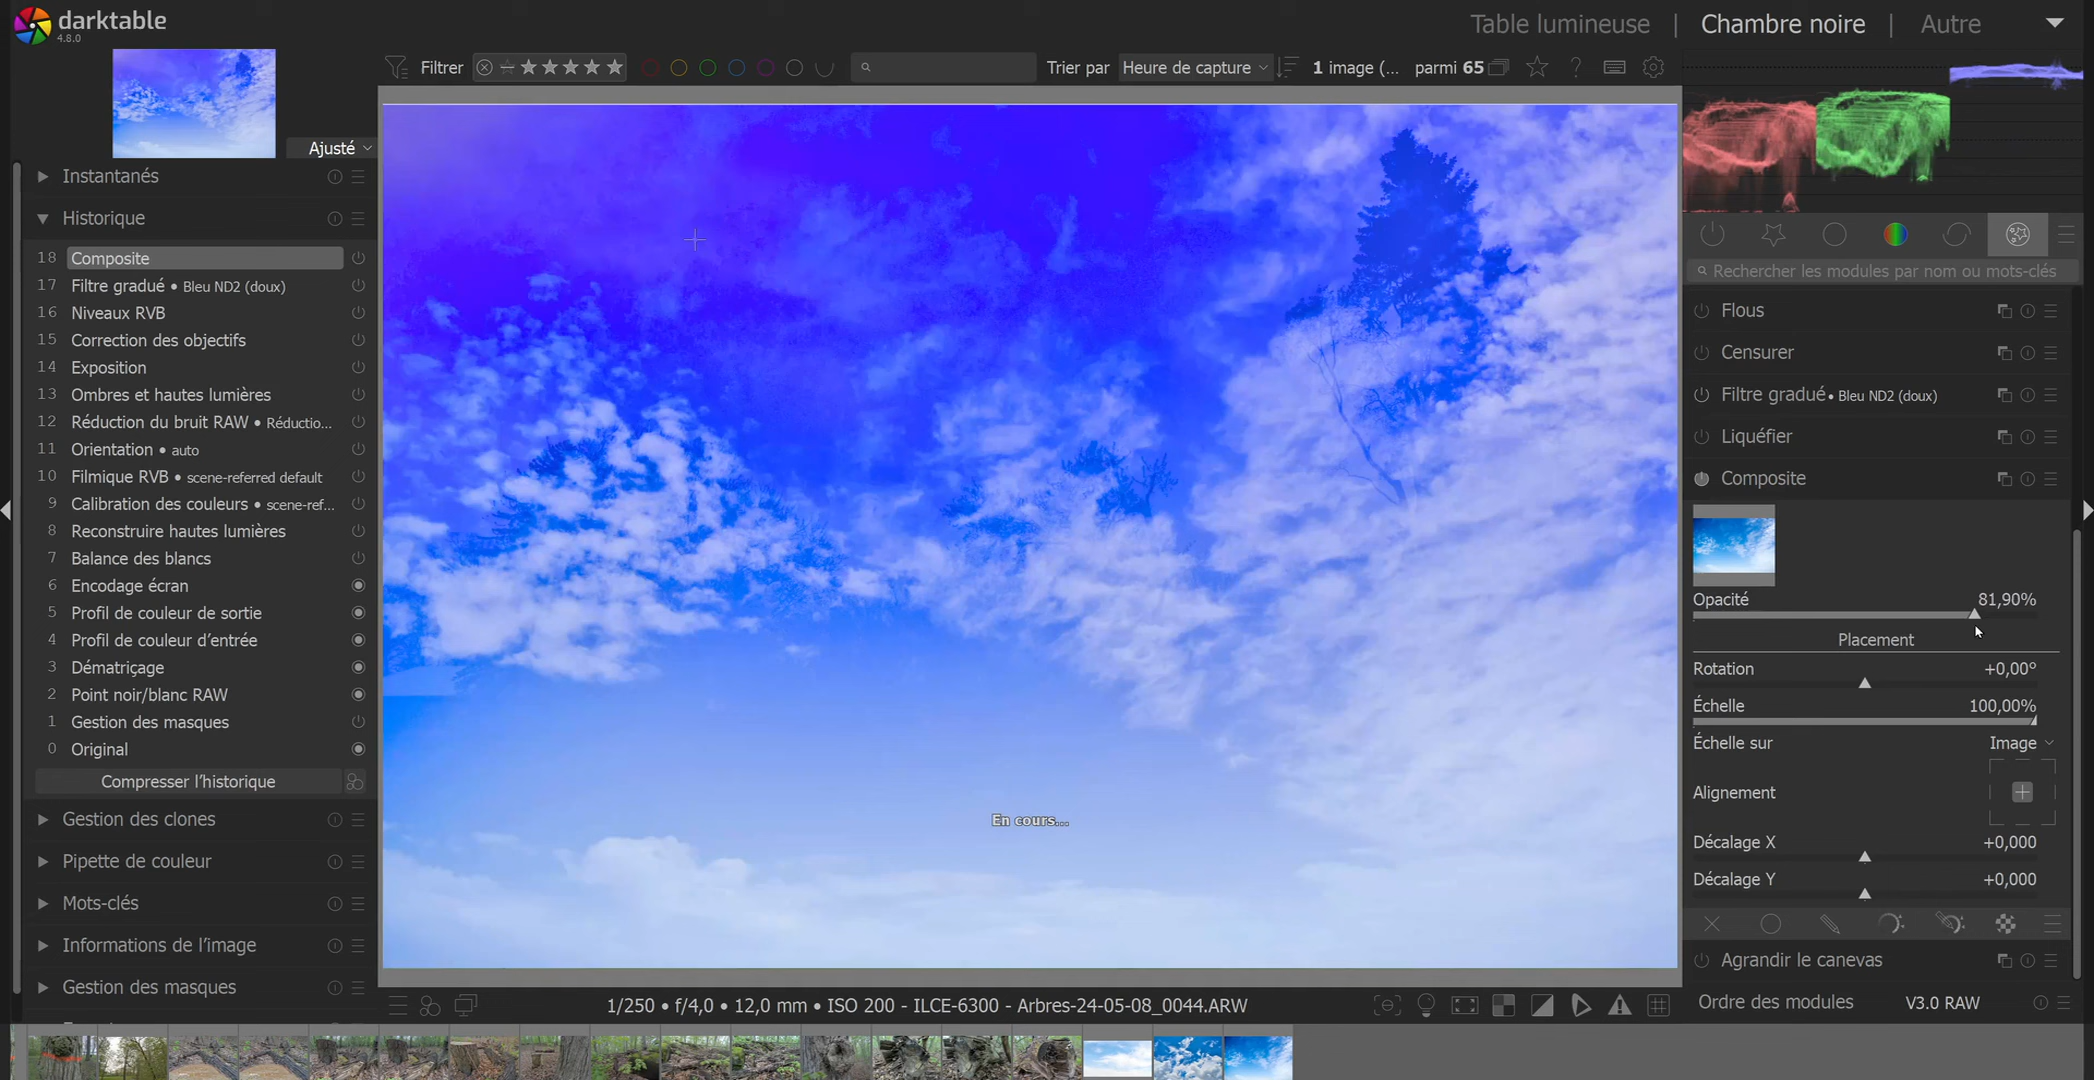 darktable
4.8.0
Table lumineuse | Chambre noire | Autre
Filtrer
Trier par Heure de capture
1 image (... parmi 65
Ajusté
Instantanés
Historique
18 Composite
17 Filtre gradué • Bleu ND2 (doux)
16 Niveaux RVB
15 Correction des objectifs
14 Exposition
13 Ombres et hautes lumières
12 Réduction du bruit RAW • Réductio...
11 Orientation • auto
10 Filmique RVB • scene-referred default
9 Calibration des couleurs • scene-ref...
8 Reconstruire hautes lumières
7 Balance des blancs
6 Encodage écran
5 Profil de couleur de sortie
4 Profil de couleur d'entrée
3 Dématriçage
2 Point noir/blanc RAW
1 Gestion des masques
0 Original
Compresser l'historique
Gestion des clones
Pipette de couleur
Mots-clés
Informations de l'image
Gestion des masques
En cours...
1/250 • f/4,0 • 12,0 mm • ISO 200 - ILCE-6300 - Arbres-24-05-08_0044.ARW
Rechercher les modules par nom ou mots-clés
Flous
Censurer
Filtre gradué • Bleu ND2 (doux)
Liquéfier
Composite
Opacité 81,90%
Placement
Rotation +0,00°
Échelle 100,00%
Échelle sur Image
Alignement
Décalage X +0,000
Décalage Y +0,000
Agrandir le canevas
Ordre des modules V3.0 RAW